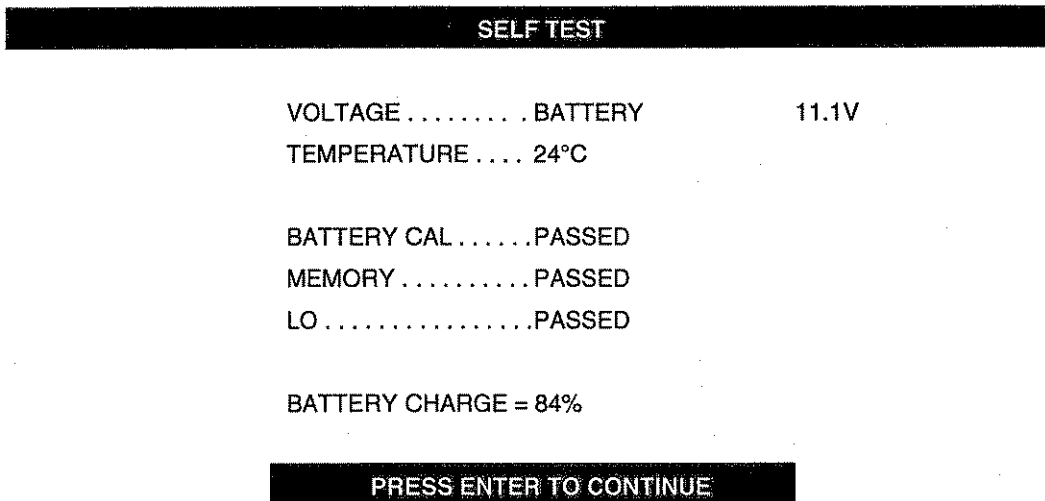 SELF TEST
VOLTAGE ......... BATTERY 11.1V
TEMPERATURE .... 24°C
BATTERY CAL ...... PASSED
MEMORY .......... PASSED
LO ................ PASSED
BATTERY CHARGE = 84%
PRESS ENTER TO CONTINUE